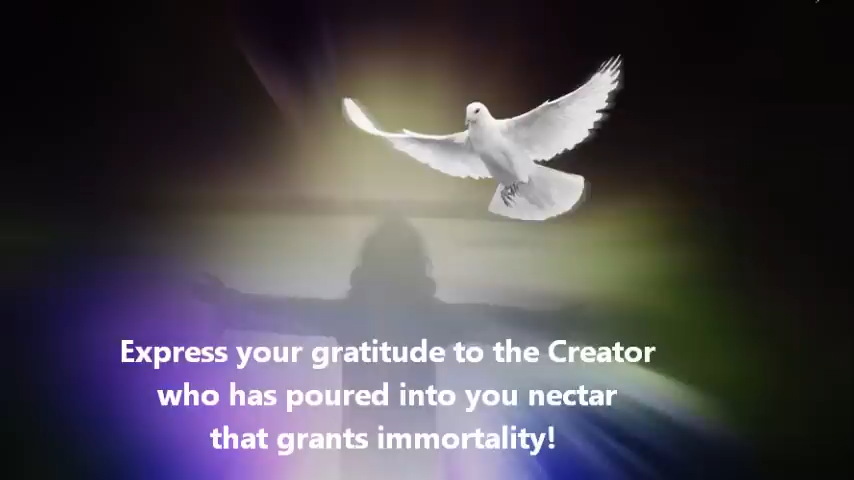 Express your gratitude to the Creator
who has poured into you nectar
that grants immortality!